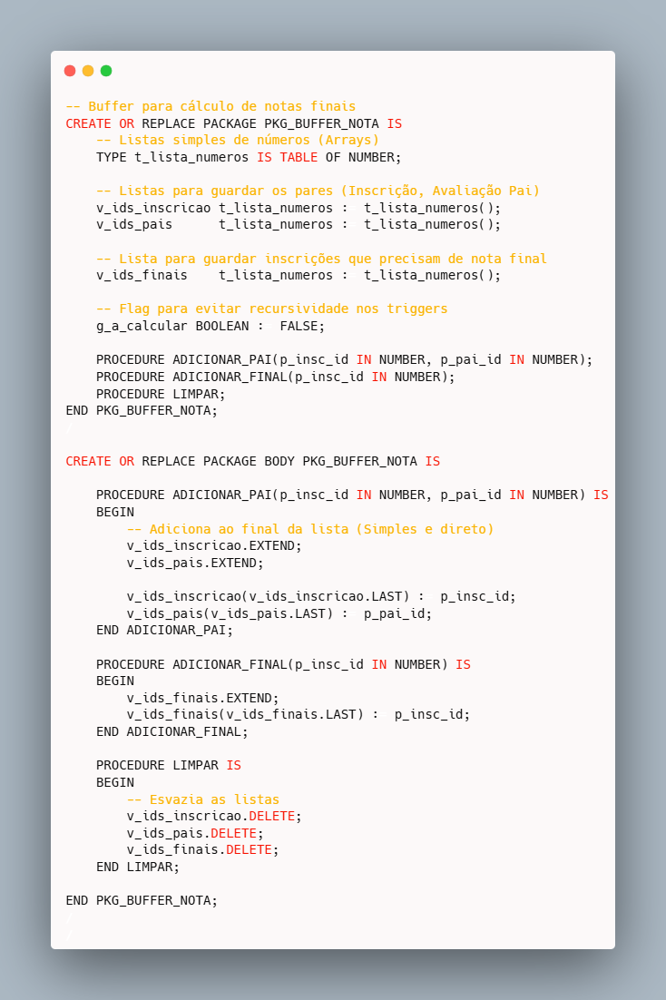 -- Buffer para cálculo de notas finais
CREATE OR REPLACE PACKAGE PKG_BUFFER_NOTA IS
    -- Listas simples de números (Arrays)
    TYPE t_lista_numeros IS TABLE OF NUMBER;

    -- Listas para guardar os pares (Inscrição, Avaliação Pai)
    v_ids_inscricao t_lista_numeros :  t_lista_numeros();
    v_ids_pais      t_lista_numeros :  t_lista_numeros();

    -- Lista para guardar inscrições que precisam de nota final
    v_ids_finais    t_lista_numeros :  t_lista_numeros();

    -- Flag para evitar recursividade nos triggers
    g_a_calcular BOOLEAN := FALSE;

    PROCEDURE ADICIONAR_PAI(p_insc_id IN NUMBER, p_pai_id IN NUMBER);
    PROCEDURE ADICIONAR_FINAL(p_insc_id IN NUMBER);
    PROCEDURE LIMPAR;
END PKG_BUFFER_NOTA;
/

CREATE OR REPLACE PACKAGE BODY PKG_BUFFER_NOTA IS

    PROCEDURE ADICIONAR_PAI(p_insc_id IN NUMBER, p_pai_id IN NUMBER) IS
    BEGIN
        -- Adiciona ao final da lista (Simples e direto)
        v_ids_inscricao.EXTEND;
        v_ids_pais.EXTEND;

        v_ids_inscricao(v_ids_inscricao.LAST) :  p_insc_id;
        v_ids_pais(v_ids_pais.LAST) :  p_pai_id;
    END ADICIONAR_PAI;

    PROCEDURE ADICIONAR_FINAL(p_insc_id IN NUMBER) IS
    BEGIN
        v_ids_finais.EXTEND;
        v_ids_finais(v_ids_finais.LAST) := p_insc_id;
    END ADICIONAR_FINAL;

    PROCEDURE LIMPAR IS
    BEGIN
        -- Esvazia as listas
        v_ids_inscricao.DELETE;
        v_ids_pais.DELETE;
        v_ids_finais.DELETE;
    END LIMPAR;

END PKG_BUFFER_NOTA;
/
/